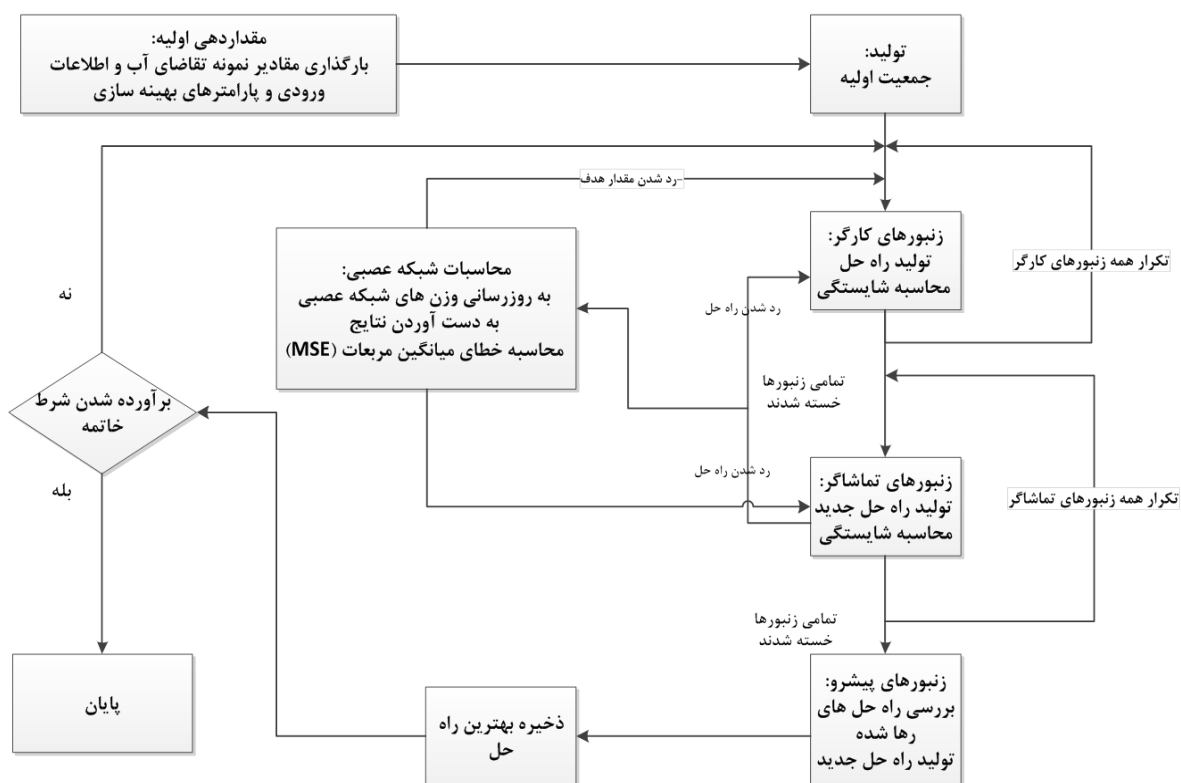 مقداردهی اولیه:
بارگذاری مقادیر نمونه تقاضای آب و اطلاعات
ورودی و پارامترهای بهینه سازی
تولید:
جمعیت اولیه
رد شدن مقدار هدف-
زنبورهای کارگر:
تولید راه حل
محاسبه شایستگی
تکرار همه زنبورهای کارگر
محاسبات شبکه عصبی:
به روزرسانی وزن های شبکه عصبی
به دست آوردن نتایج
محاسبه خطای میانگین مربعات (MSE)
رد شدن راه حل
نه
تمامی زنبورها
خسته شدند
برآورده شدن شرط
خاتمه
رد شدن راه حل
بله
زنبورهای تماشاگر:
تولید راه حل جدید
محاسبه شایستگی
تکرار همه زنبورهای تماشاگر
تمامی زنبورها
خسته شدند
زنبورهای پیشرو:
بررسی راه حل های
رها شده
تولید راه حل جدید
ذخیره بهترین راه
حل
پایان